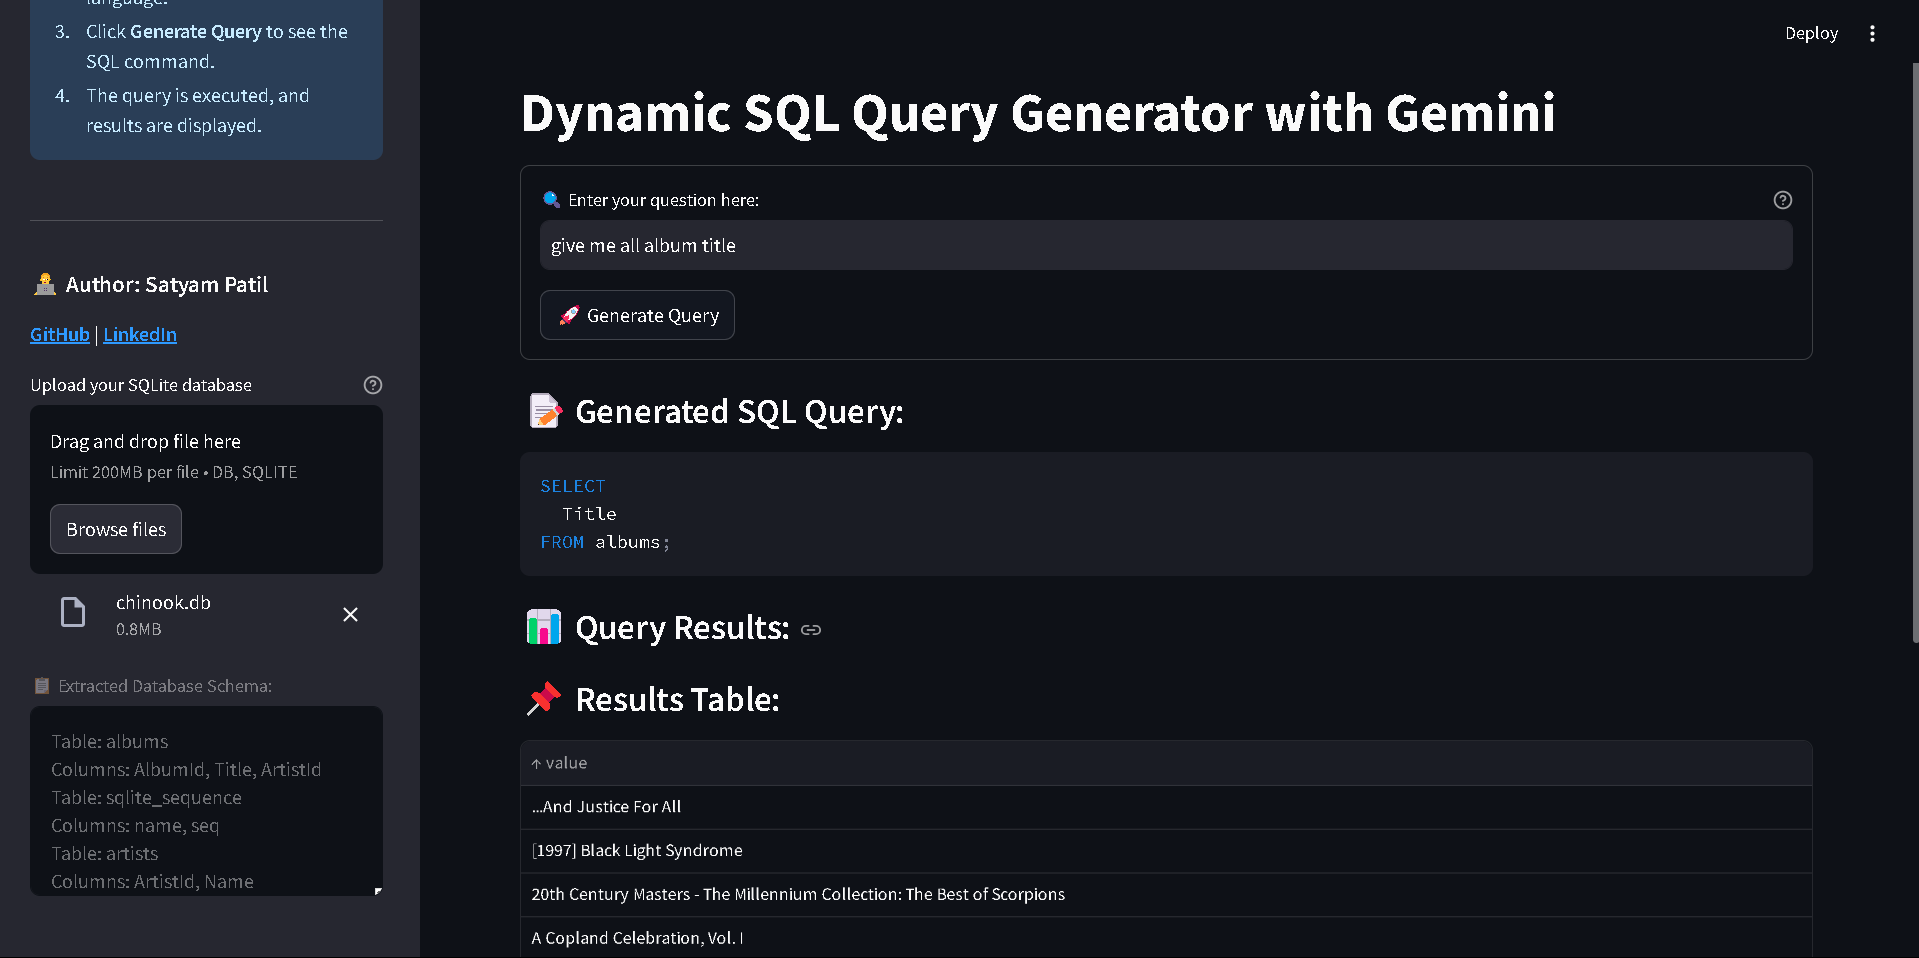 language.
3. Click Generate Query to see the
SQL command.
4. The query is executed, and
results are displayed.
Author: Satyam Patil
GitHub | LinkedIn
Upload your SQLite database
Drag and drop file here
Limit 200MB per file • DB, SQLITE
Browse files
chinook.db
0.8MB
Extracted Database Schema:
Table: albums
Columns: AlbumId, Title, ArtistId
Table: sqlite_sequence
Columns: name, seq
Table: artists
Columns: ArtistId, Name
Deploy
Dynamic SQL Query Generator with Gemini
Enter your question here:
give me all album title
Generate Query
Generated SQL Query:
SELECT
Title
FROM albums;
Query Results:
Results Table:
↑ value
...And Justice For All
[1997] Black Light Syndrome
20th Century Masters - The Millennium Collection: The Best of Scorpions
A Copland Celebration, Vol. I